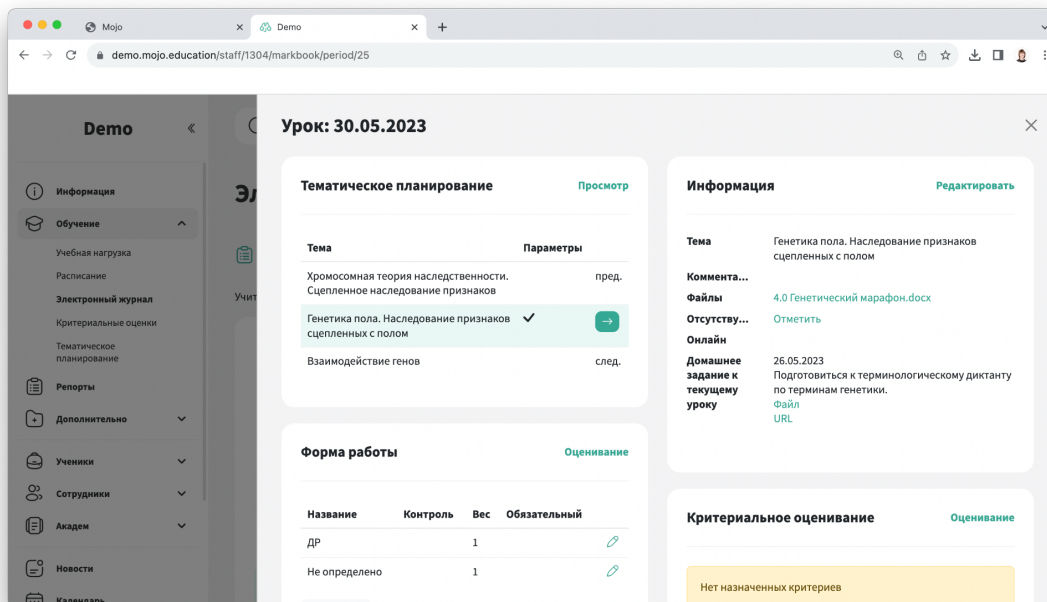 Mojo
Demo
demo.mojo.education/staff/1304/markbook/period/25
Demo
Информация
Обучение
Учебная нагрузка
Расписание
Электронный журнал
Критериальные оценки
Тематическое
планирование
Репорты
Дополнительно
Ученики
Сотрудники
Академ
Новости
Календарь
Урок: 30.05.2023
Тематическое планирование
Просмотр
Тема Параметры
Хромосомная теория наследственности. пред.
Сцепленное наследование признаков
Генетика пола. Наследование признаков
сцепленных с полом
Взаимодействие генов след.
Форма работы
Оценивание
Название Контроль Вес Обязательный
ДР 1
Не определено 1
Информация
Редактировать
Тема Генетика пола. Наследование признаков
сцепленных с полом
Коммента...
Файлы 4.0 Генетический марафон.docx
Отсутству... Отметить
Онлайн
Домашнее 26.05.2023
задание к Подготовиться к терминологическому диктанту
текущему по терминам генетики.
уроку Файл
URL
Критериальное оценивание
Оценивание
Нет назначенных критериев